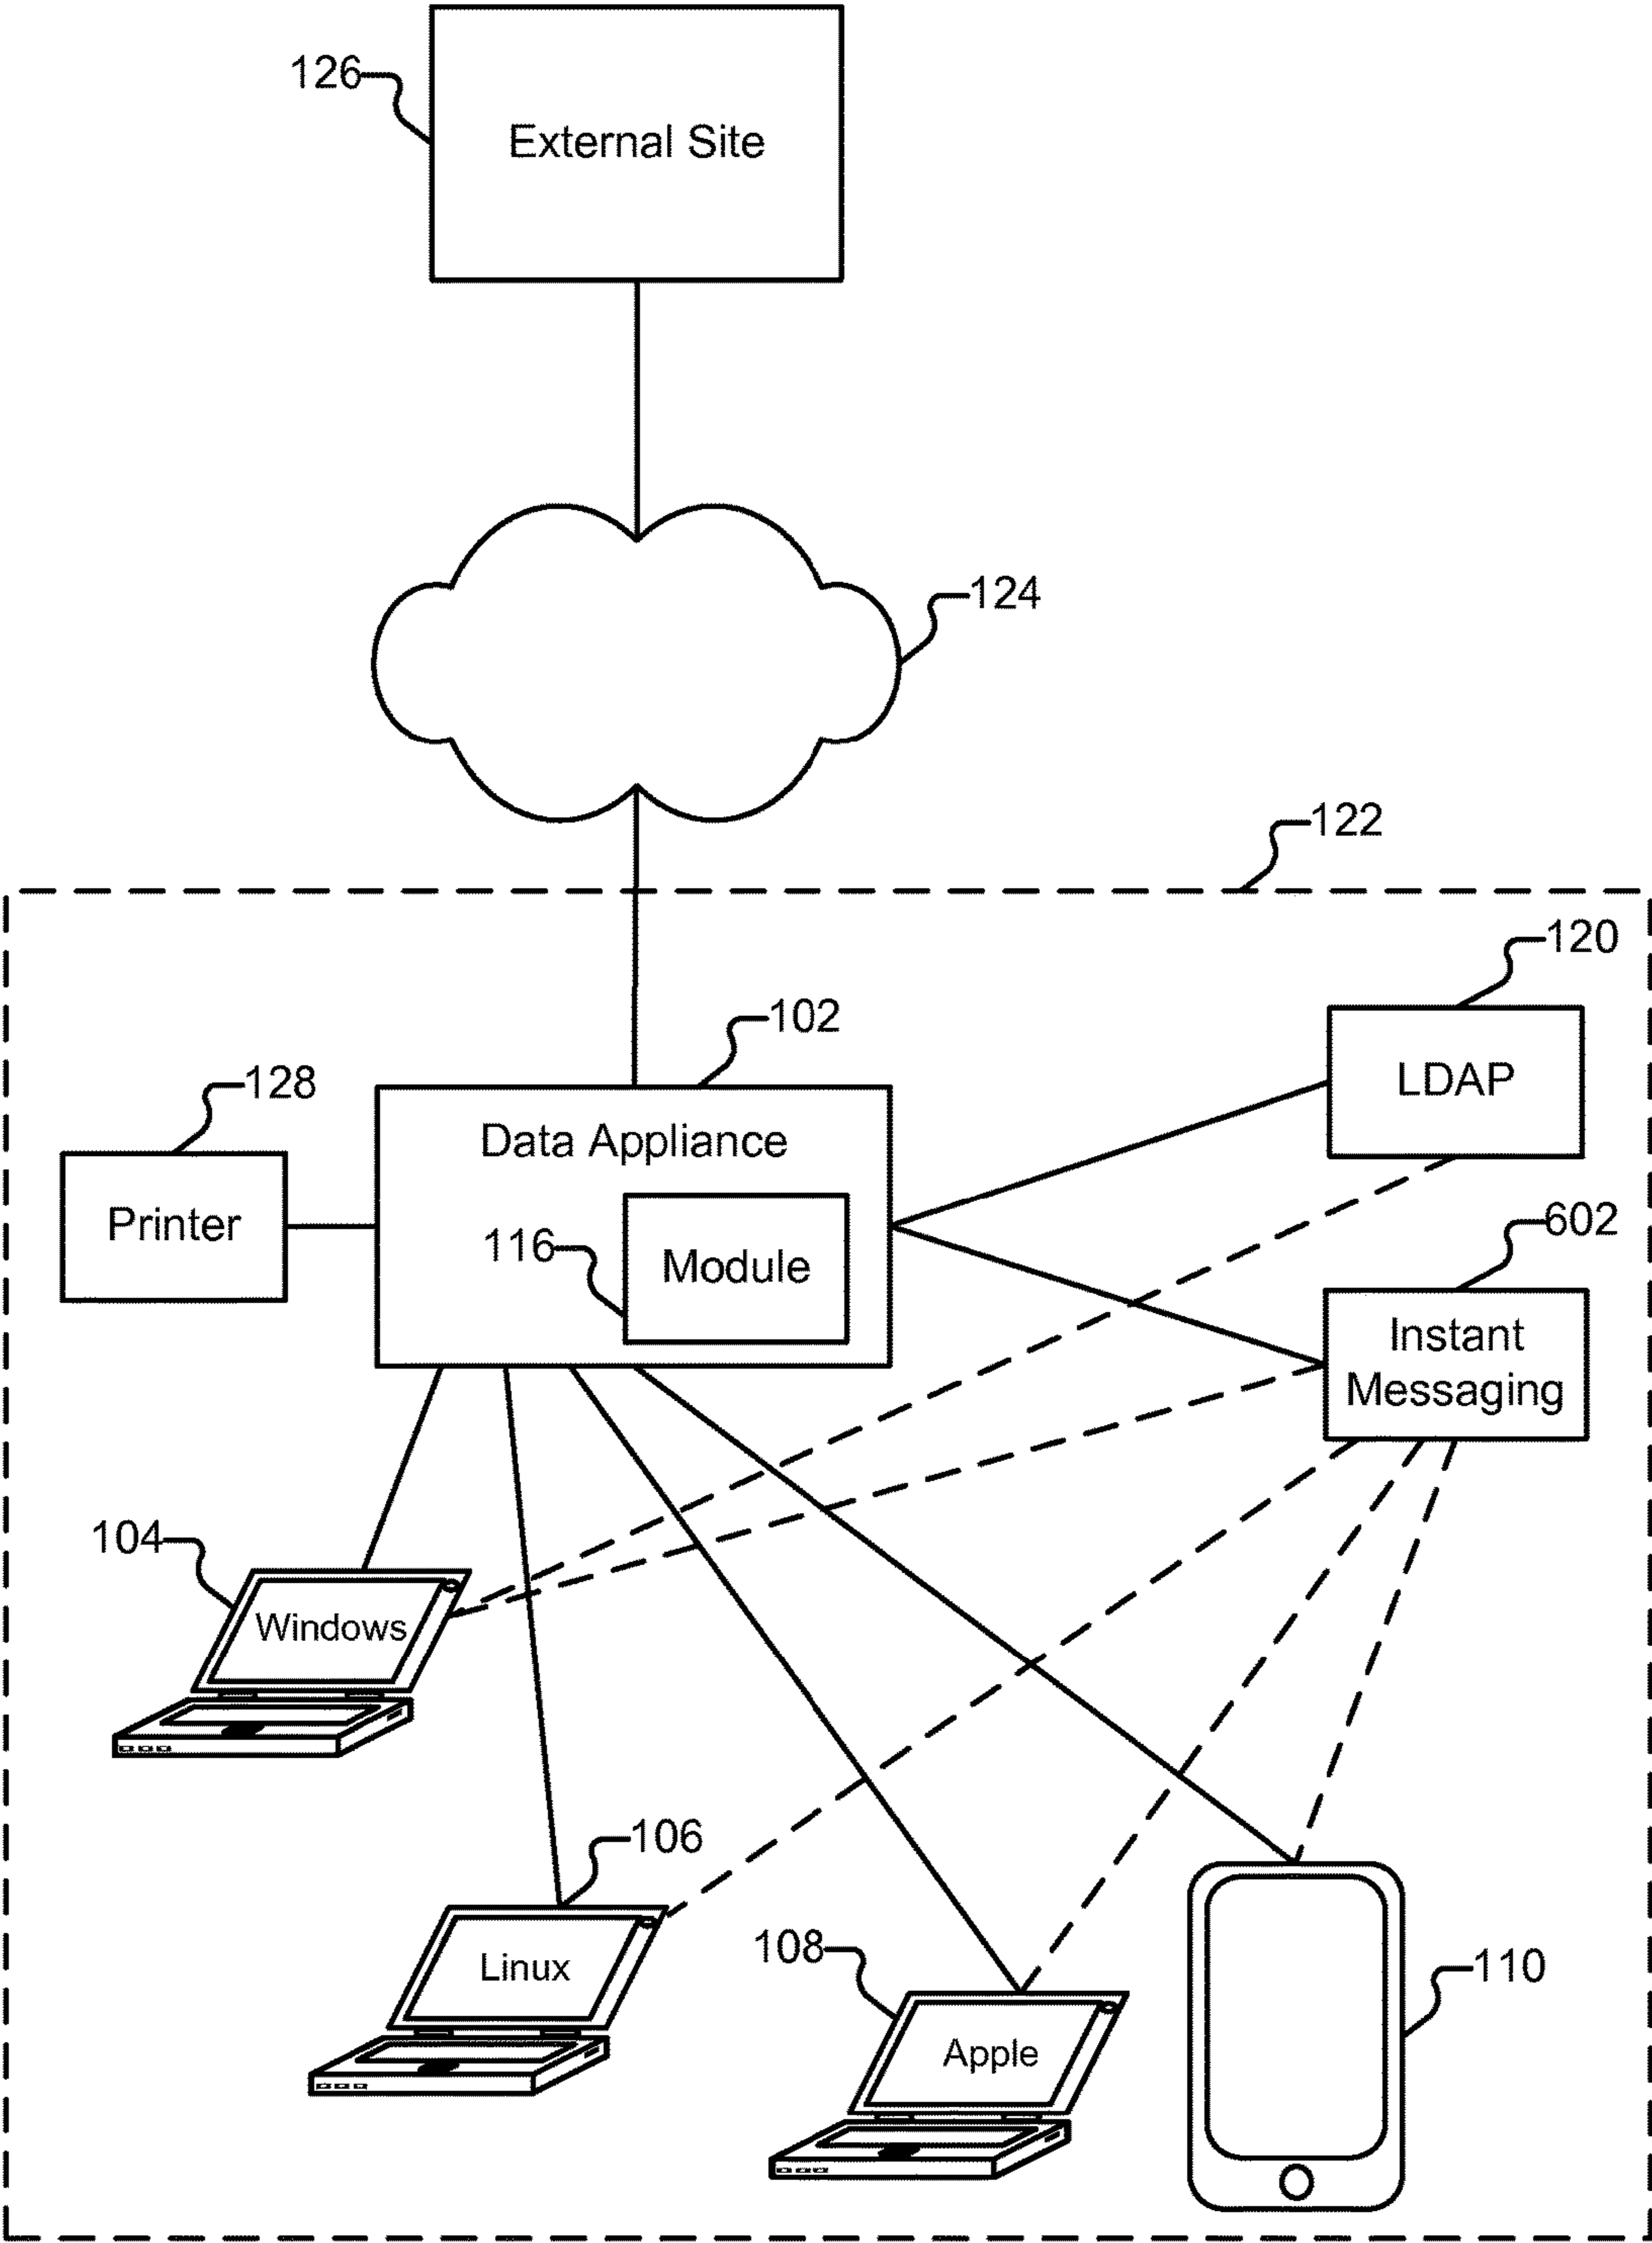 126
External Site
124
122
120
102
LDAP
128
Data Appliance
Printer
602
116
Module
Instant
Messaging
104
Windows
106
Linux
108
Apple
110